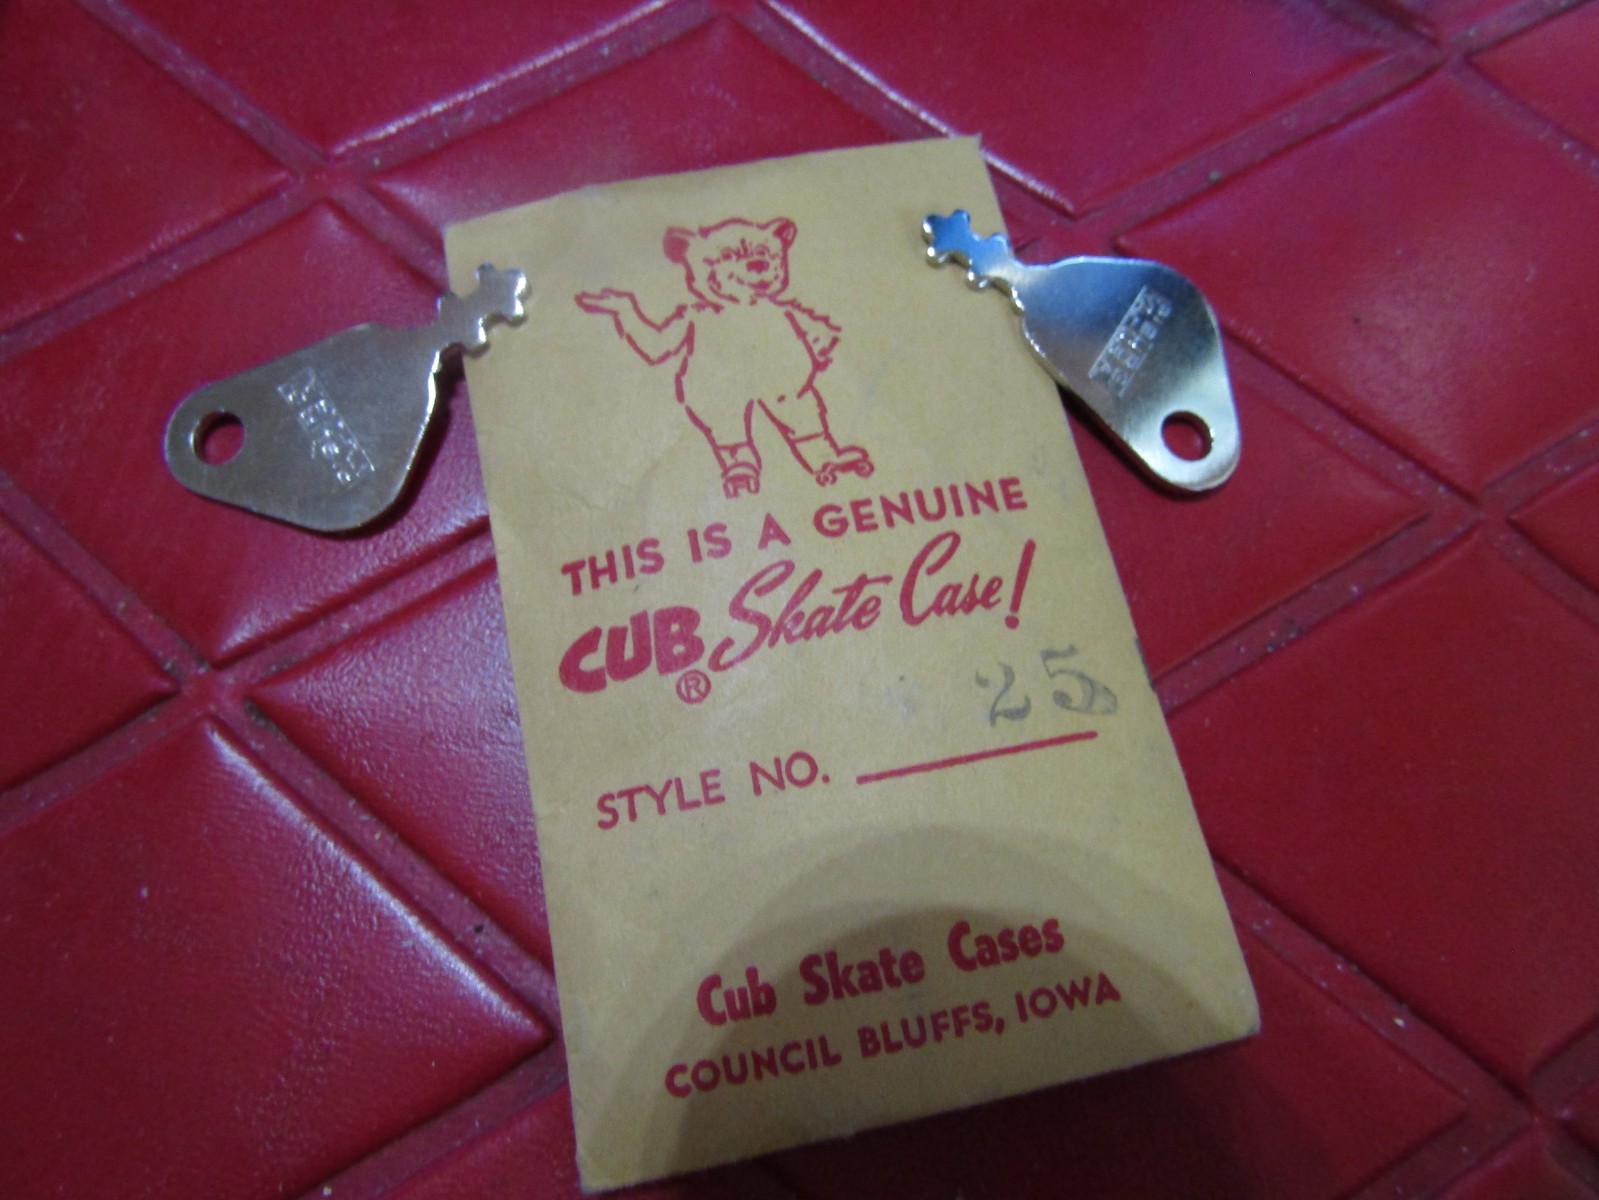 THIS IS A GENUINE
CUB® Skate Case!
25
STYLE NO.
Cub Skate Cases
COUNCIL BLUFFS, IOWA